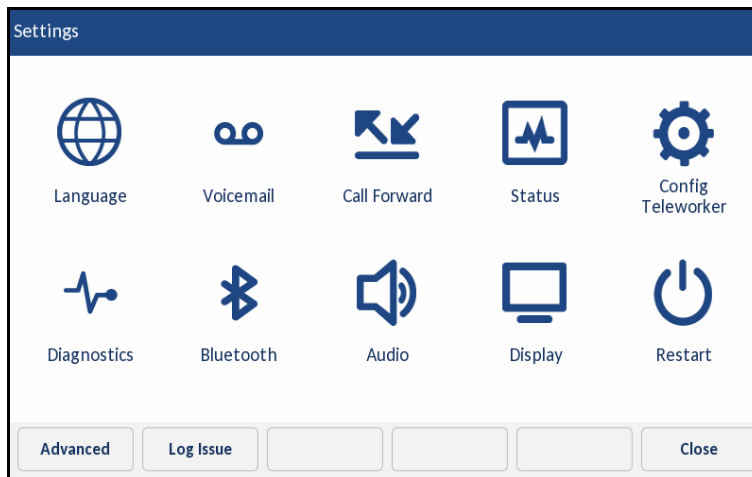 Settings
Language
Voicemail
Call Forward
Status
Config
Teleworker
Diagnostics
Bluetooth
Audio
Display
Restart
Advanced
Log Issue
Close